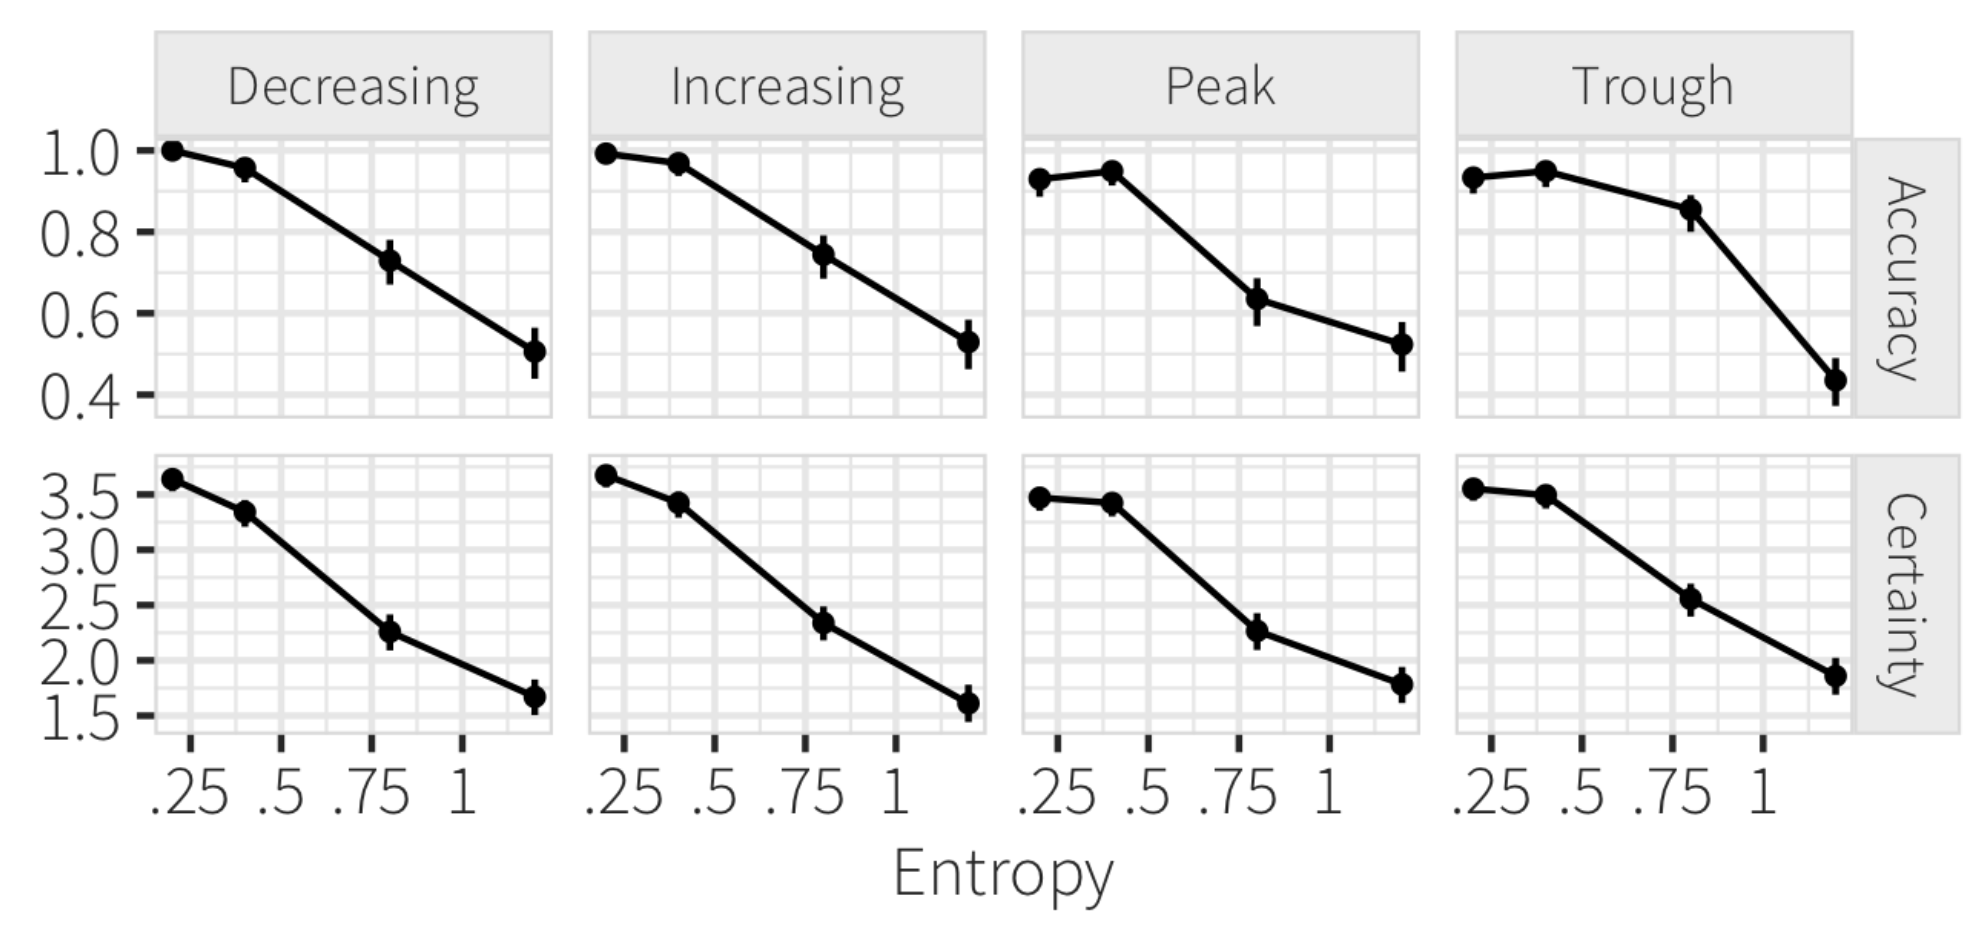 Decreasing
Increasing
Peak
Trough
1.0
0.8
0.6
0.4
Accuracy
3.5
3.0
2.5
2.0
1.5
Certainty
.25 .5 .75 1
.25 .5 .75 1
.25 .5 .75 1
.25 .5 .75 1
Entropy